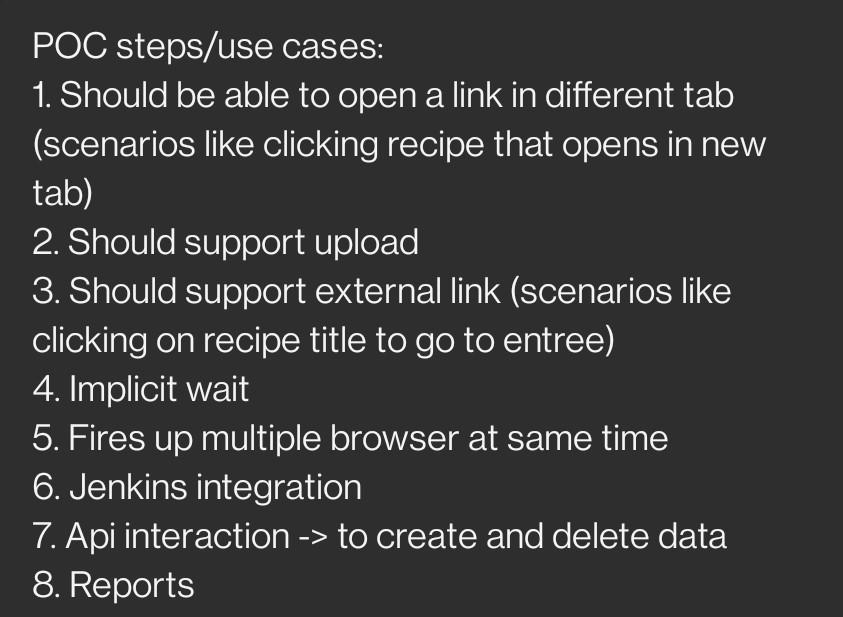 POC steps/use cases:
1. Should be able to open a link in different tab
(scenarios like clicking recipe that opens in new
tab)
2. Should support upload
3. Should support external link (scenarios like
clicking on recipe title to go to entree)
4. Implicit wait
5. Fires up multiple browser at same time
6. Jenkins integration
7. Api interaction -> to create and delete data
8. Reports